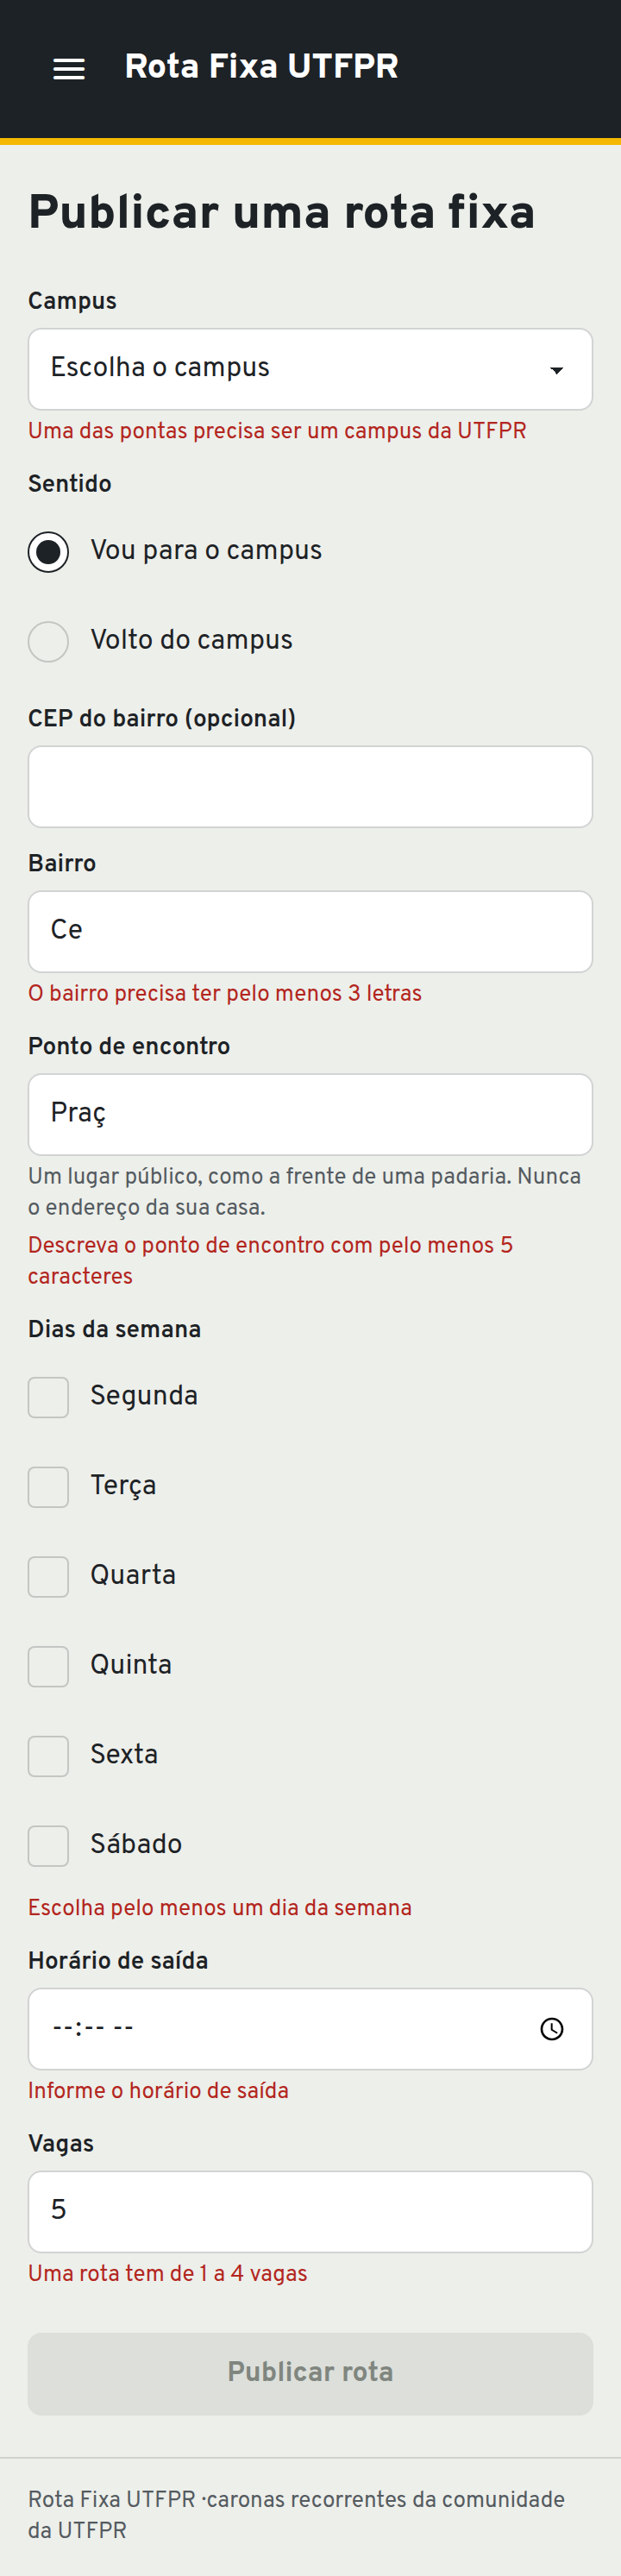 Rota Fixa UTFPR
Publicar uma rota fixa
Campus
Escolha o campus
Uma das pontas precisa ser um campus da UTFPR
Sentido
Vou para o campus
Volto do campus
CEP do bairro (opcional)
Bairro
Ce
O bairro precisa ter pelo menos 3 letras
Ponto de encontro
Praç
Um lugar público, como a frente de uma padaria. Nunca
o endereço da sua casa.
Descreva o ponto de encontro com pelo menos 5
caracteres
Dias da semana
Segunda
Terça
Quarta
Quinta
Sexta
Sábado
Escolha pelo menos um dia da semana
Horário de saída
--:-- --
Informe o horário de saída
Vagas
5
Uma rota tem de 1 a 4 vagas
Publicar rota
Rota Fixa UTFPR ·caronas recorrentes da comunidade
da UTFPR